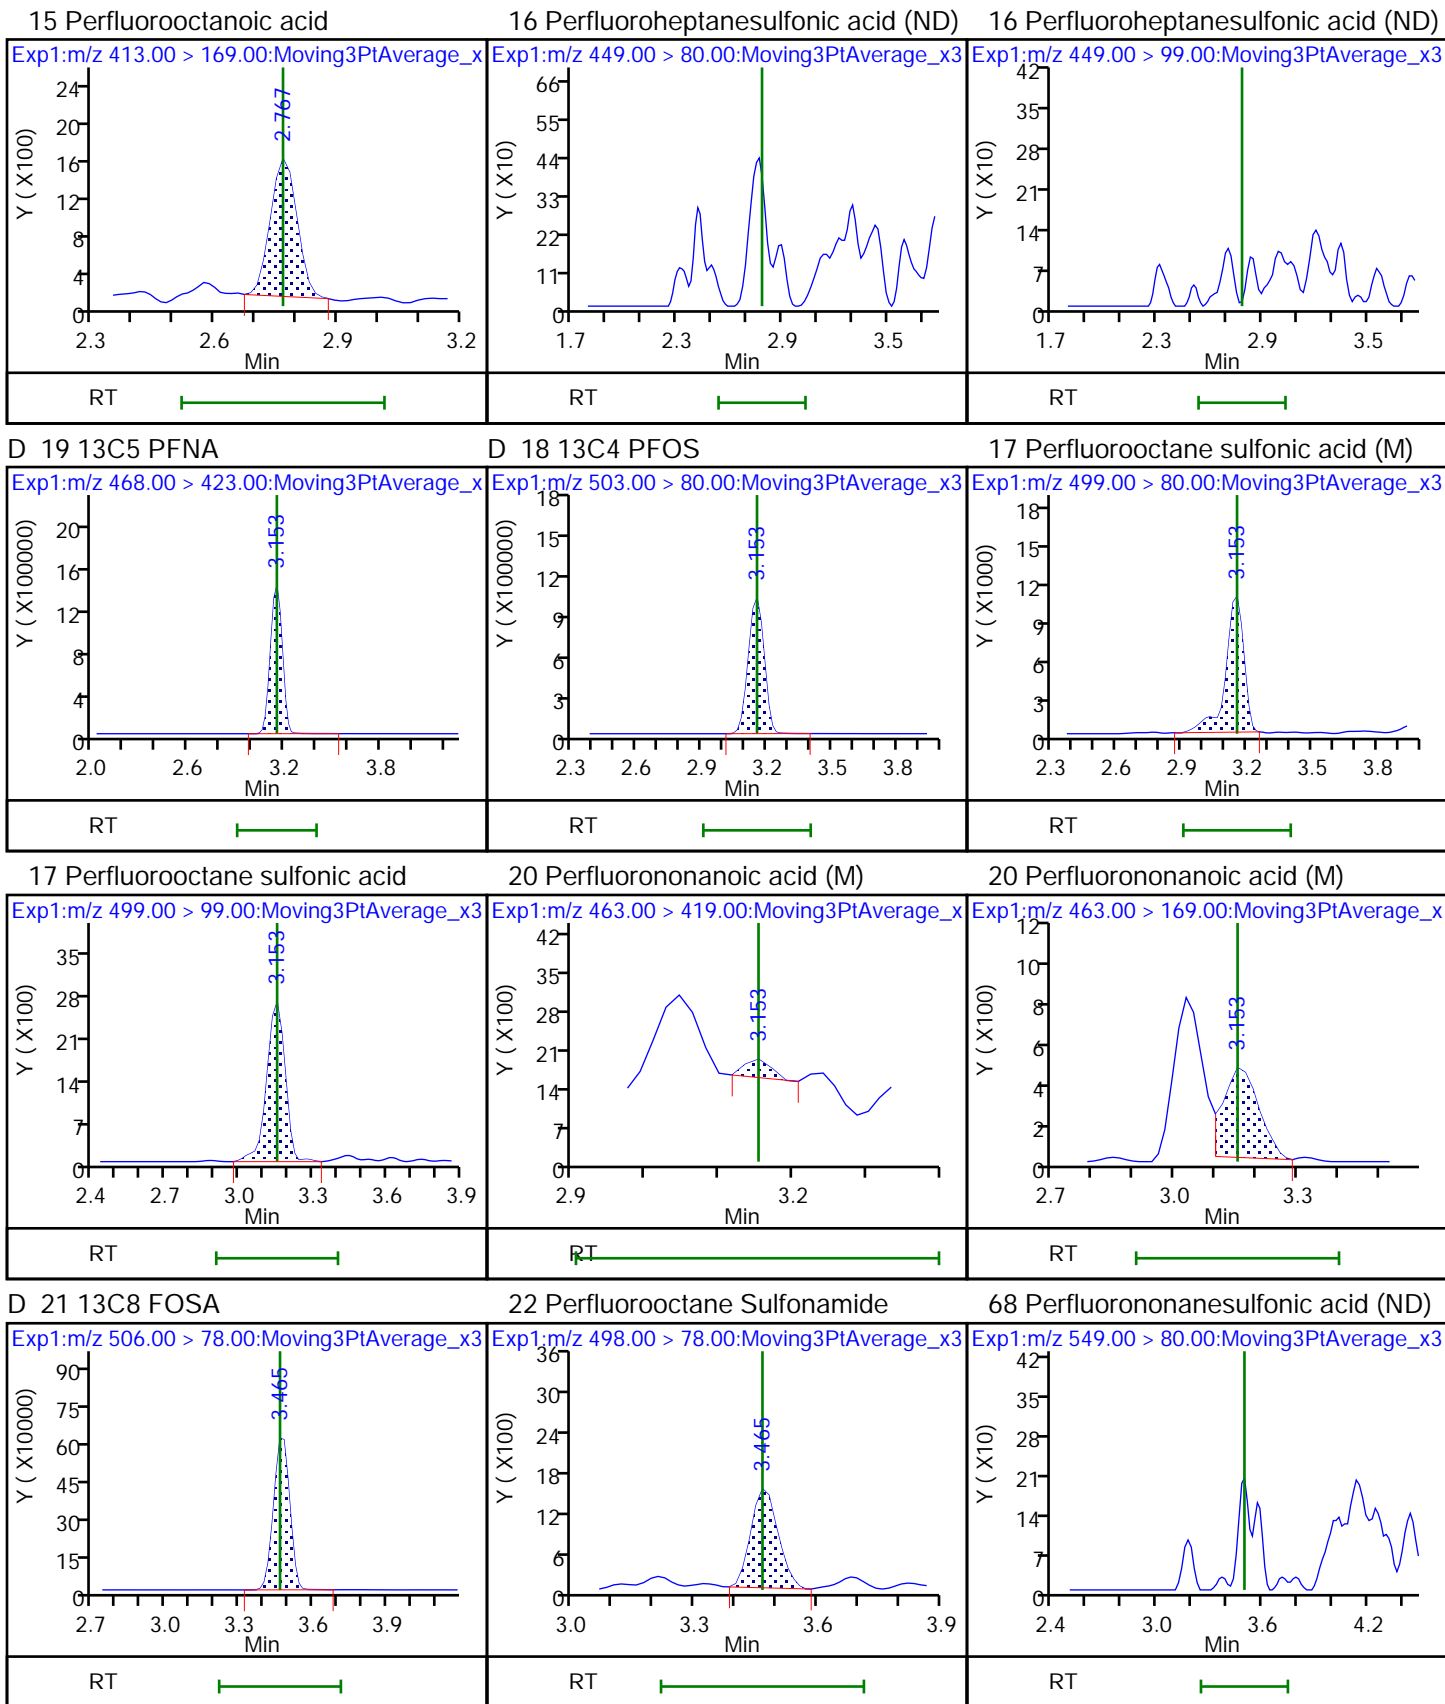 15 Perfluorooctanoic acid
Exp1:m/z 413.00 > 169.00:Moving3PtAverage_x
Y ( X100)
24
20
16
12
8
4
0
2.767
2.3 2.6 2.9 3.2
Min
RT
16 Perfluoroheptanesulfonic acid (ND)
Exp1:m/z 449.00 > 80.00:Moving3PtAverage_x3
Y ( X10)
66
55
44
33
22
11
0
1.7 2.3 2.9 3.5
Min
RT
16 Perfluoroheptanesulfonic acid (ND)
Exp1:m/z 449.00 > 99.00:Moving3PtAverage_x3
Y ( X10)
42
35
28
21
14
7
0
1.7 2.3 2.9 3.5
Min
RT
D 19 13C5 PFNA
Exp1:m/z 468.00 > 423.00:Moving3PtAverage_x
Y ( X100000)
20
16
12
8
4
0
3.153
2.0 2.6 3.2 3.8
Min
RT
D 18 13C4 PFOS
Exp1:m/z 503.00 > 80.00:Moving3PtAverage_x3
Y ( X100000)
18
15
12
9
6
3
0
3.153
2.3 2.6 2.9 3.2 3.5 3.8
Min
RT
17 Perfluorooctane sulfonic acid (M)
Exp1:m/z 499.00 > 80.00:Moving3PtAverage_x3
Y ( X1000)
18
15
12
9
6
3
0
3.153
2.3 2.6 2.9 3.2 3.5 3.8
Min
RT
17 Perfluorooctane sulfonic acid
Exp1:m/z 499.00 > 99.00:Moving3PtAverage_x3
Y ( X100)
35
28
21
14
7
0
3.153
2.4 2.7 3.0 3.3 3.6 3.9
Min
RT
20 Perfluorononanoic acid (M)
Exp1:m/z 463.00 > 419.00:Moving3PtAverage_x
Y ( X100)
42
35
28
21
14
7
0
3.153
2.9 3.2
Min
RT
20 Perfluorononanoic acid (M)
Exp1:m/z 463.00 > 169.00:Moving3PtAverage_x
Y ( X100)
12
10
8
6
4
2
0
3.153
2.7 3.0 3.3
Min
RT
D 21 13C8 FOSA
Exp1:m/z 506.00 > 78.00:Moving3PtAverage_x3
Y ( X10000)
90
75
60
45
30
15
0
3.465
2.7 3.0 3.3 3.6 3.9
Min
RT
22 Perfluorooctane Sulfonamide
Exp1:m/z 498.00 > 78.00:Moving3PtAverage_x3
Y ( X100)
36
30
24
18
12
6
0
3.465
3.0 3.3 3.6 3.9
Min
RT
68 Perfluorononanesulfonic acid (ND)
Exp1:m/z 549.00 > 80.00:Moving3PtAverage_x3
Y ( X10)
42
35
28
21
14
7
0
2.4 3.0 3.6 4.2
Min
RT